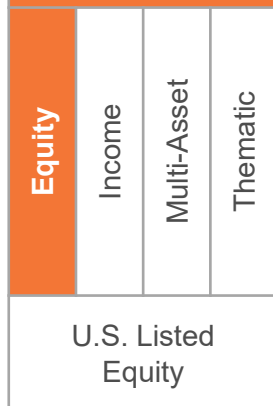 Equity
Income
Multi-Asset
Thematic
U.S. Listed
Equity